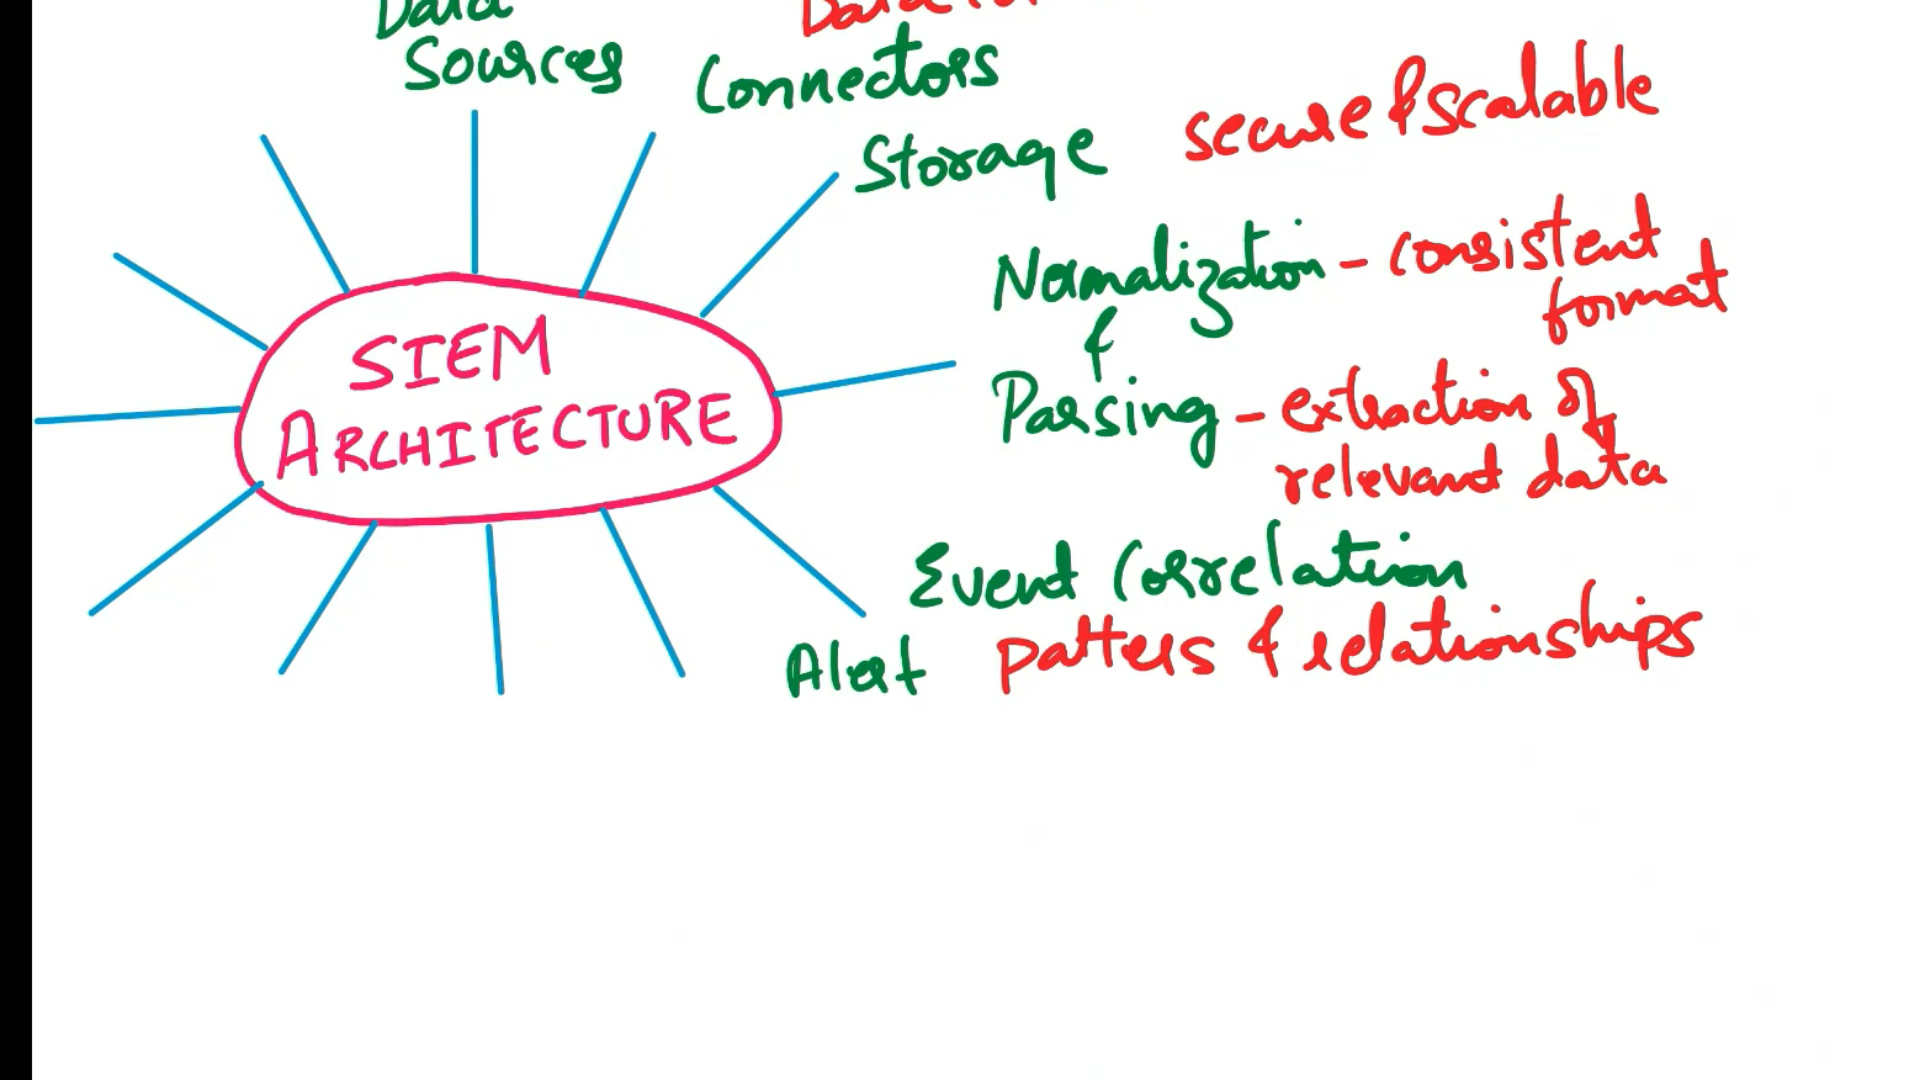 Data
Sources
Connectors
Storage secure & scalable
Normalization - consistent
format
&
Parsing - extraction of
relevant data
SIEM
ARCHITECTURE
Event Correlation
Alert patters & relationships